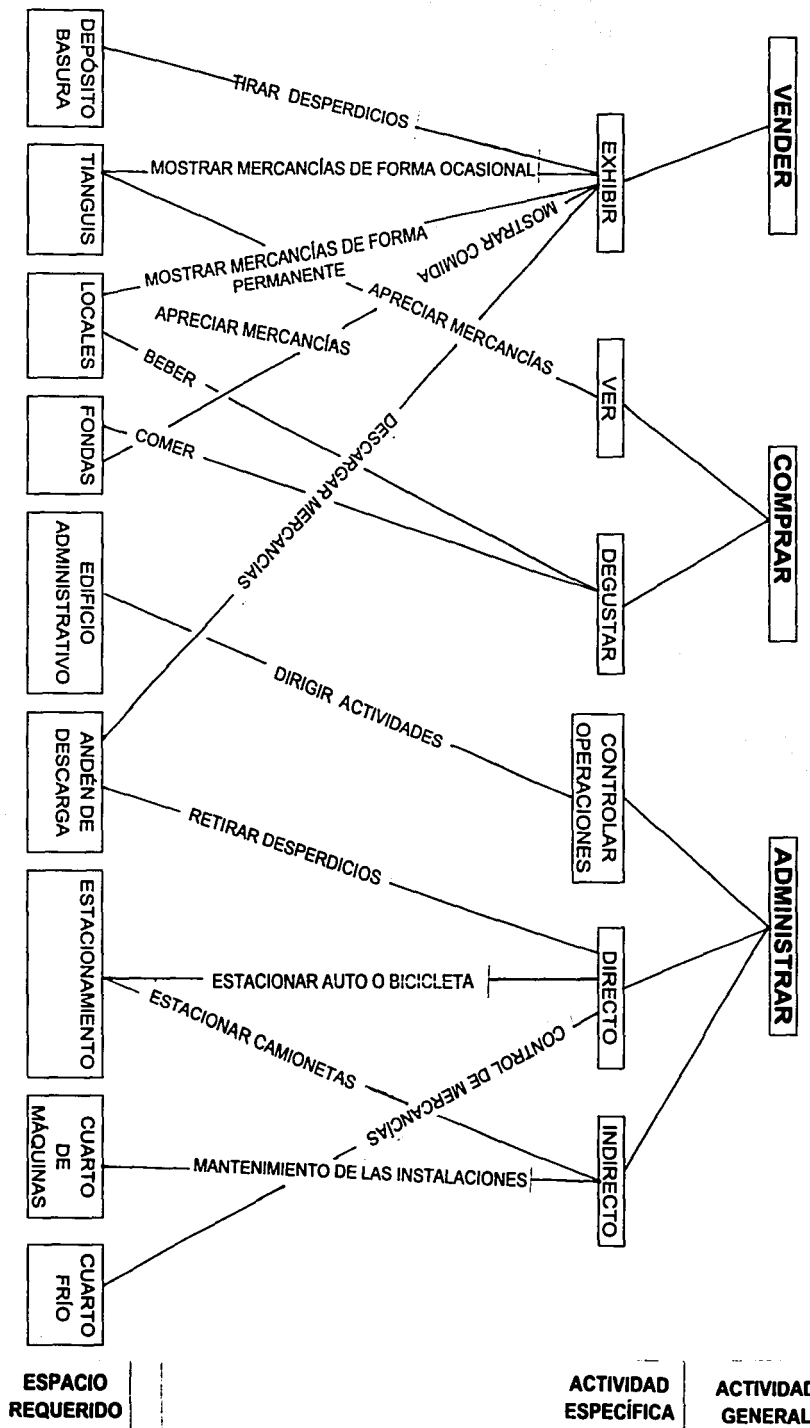 VENDER
COMPRAR
ADMINISTRAR
EXHIBIR
VER
DEGUSTAR
CONTROLAR
OPERACIONES
DIRECTO
INDIRECTO
TIRAR DESPERDICIOS
MOSTRAR MERCANCÍAS DE FORMA OCASIONAL
MOSTRAR MERCANCÍAS DE FORMA
PERMANENTE
MOSTRAR COMIDA
APRECIAR MERCANCÍAS
APRECIAR MERCANCÍAS
BEBER
COMER
DESCARGAR MERCANCIAS
DIRIGIR ACTIVIDADES
RETIRAR DESPERDICIOS
ESTACIONAR AUTO O BICICLETA
ESTACIONAR CAMIONETAS
CONTROL DE MERCANCÍAS
MANTENIMIENTO DE LAS INSTALACIONES
DEPÓSITO
BASURA
TIANGUIS
LOCALES
FONDAS
EDIFICIO
ADMINISTRATIVO
ANDÉN DE
DESCARGA
ESTACIONAMIENTO
CUARTO
DE
MÁQUINAS
CUARTO
FRÍO
ESPACIO
REQUERIDO
ACTIVIDAD
ESPECÍFICA
ACTIVIDAD
GENERAL